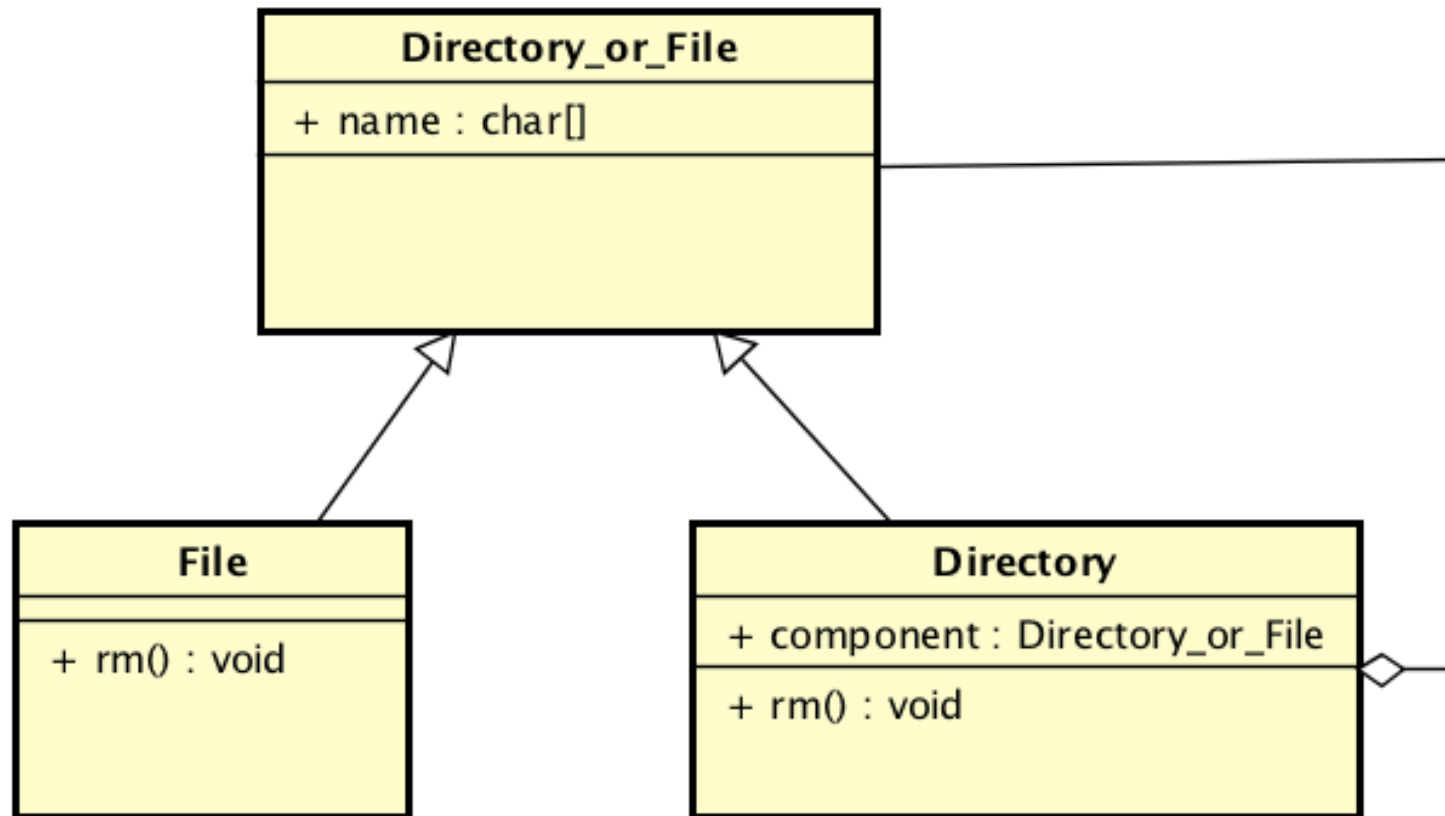 Directory_or_File
+ name : char[]
File
+ rm() : void
Directory
+ component : Directory_or_File
+ rm() : void